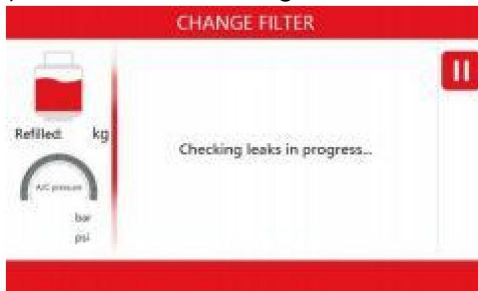 CHANGE FILTER
Refilled: kg
Checking leaks in progress...
A/C pressure
bar
psi